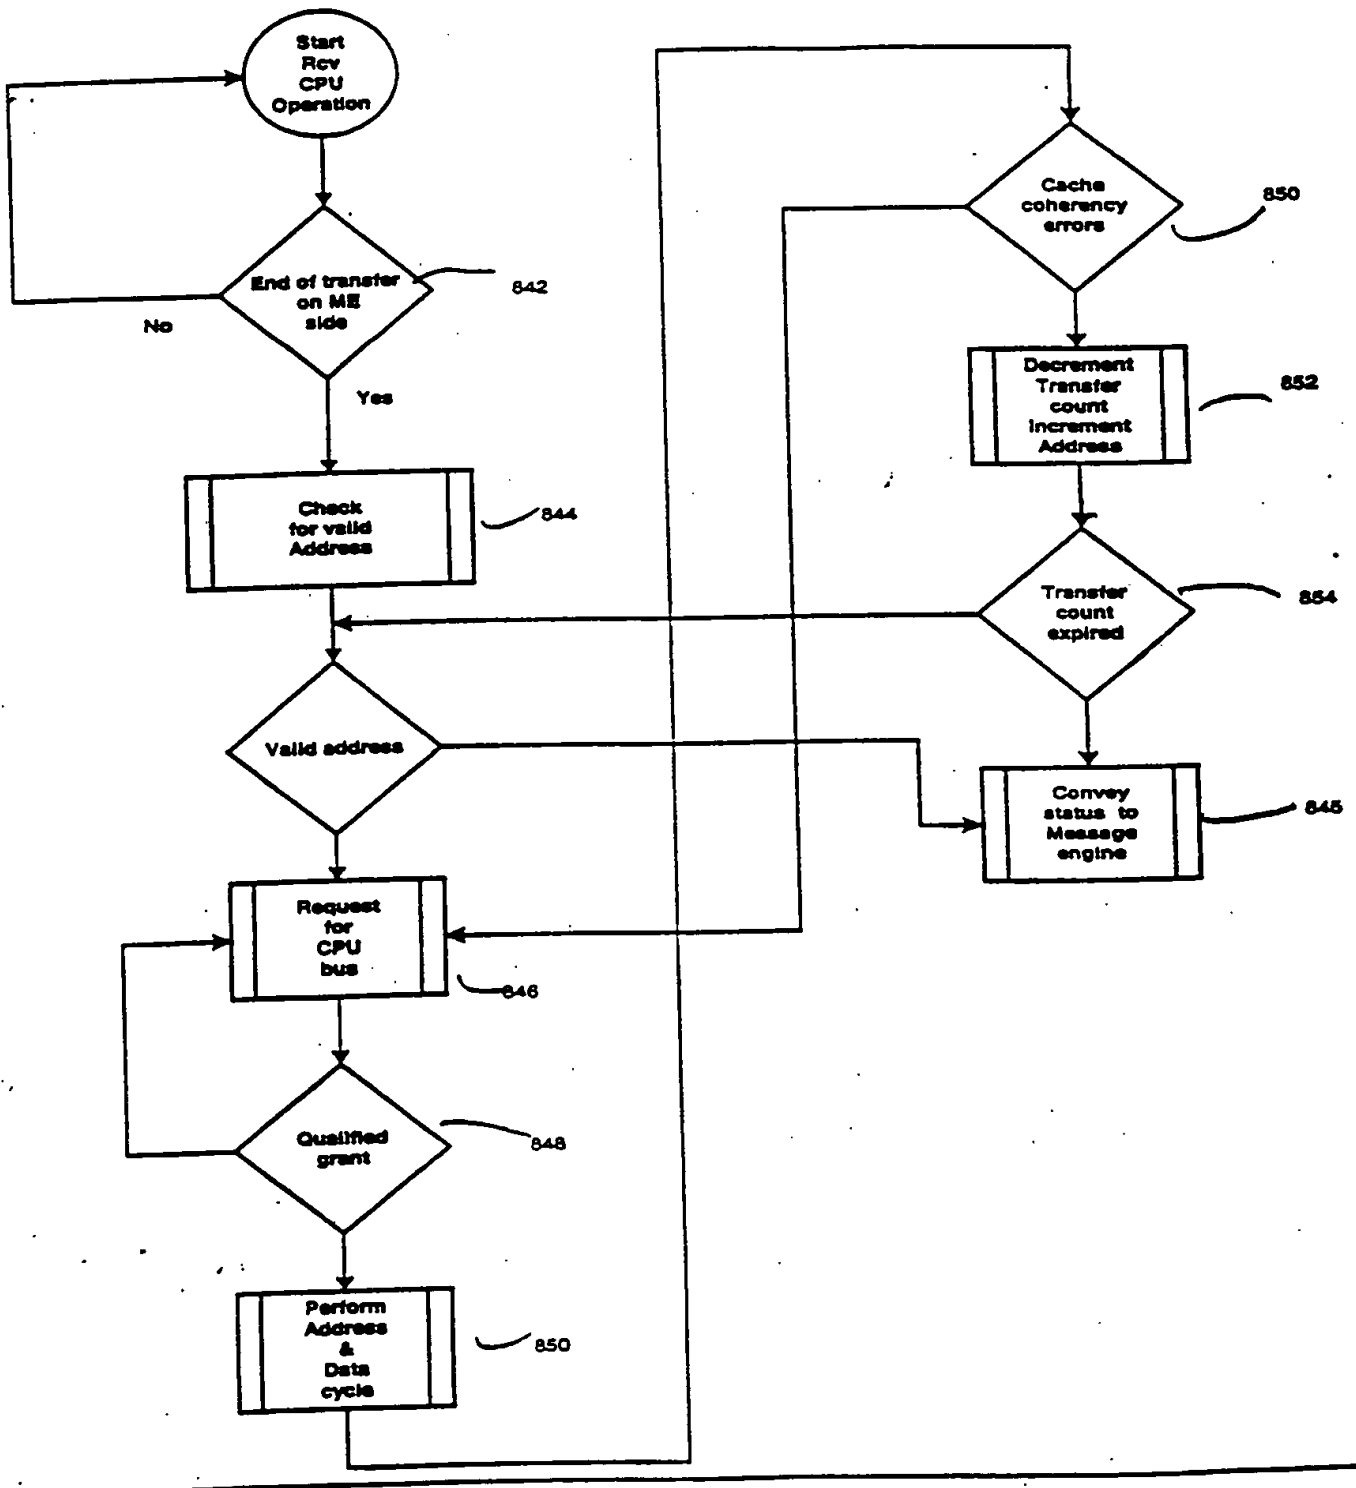 Start
Rcv
CPU
Operation
End of transfer
on ME
side
842
No
Yes
Check
for valid
Address
844
Valid address
Request
for
CPU
bus
846
Qualified
grant
848
Perform
Address
&
Data
cycle
850
Cache
coherency
errors
850
Decrement
Transfer
count
Increment
Address
852
Transfer
count
expired
854
Convey
status to
Message
engine
845